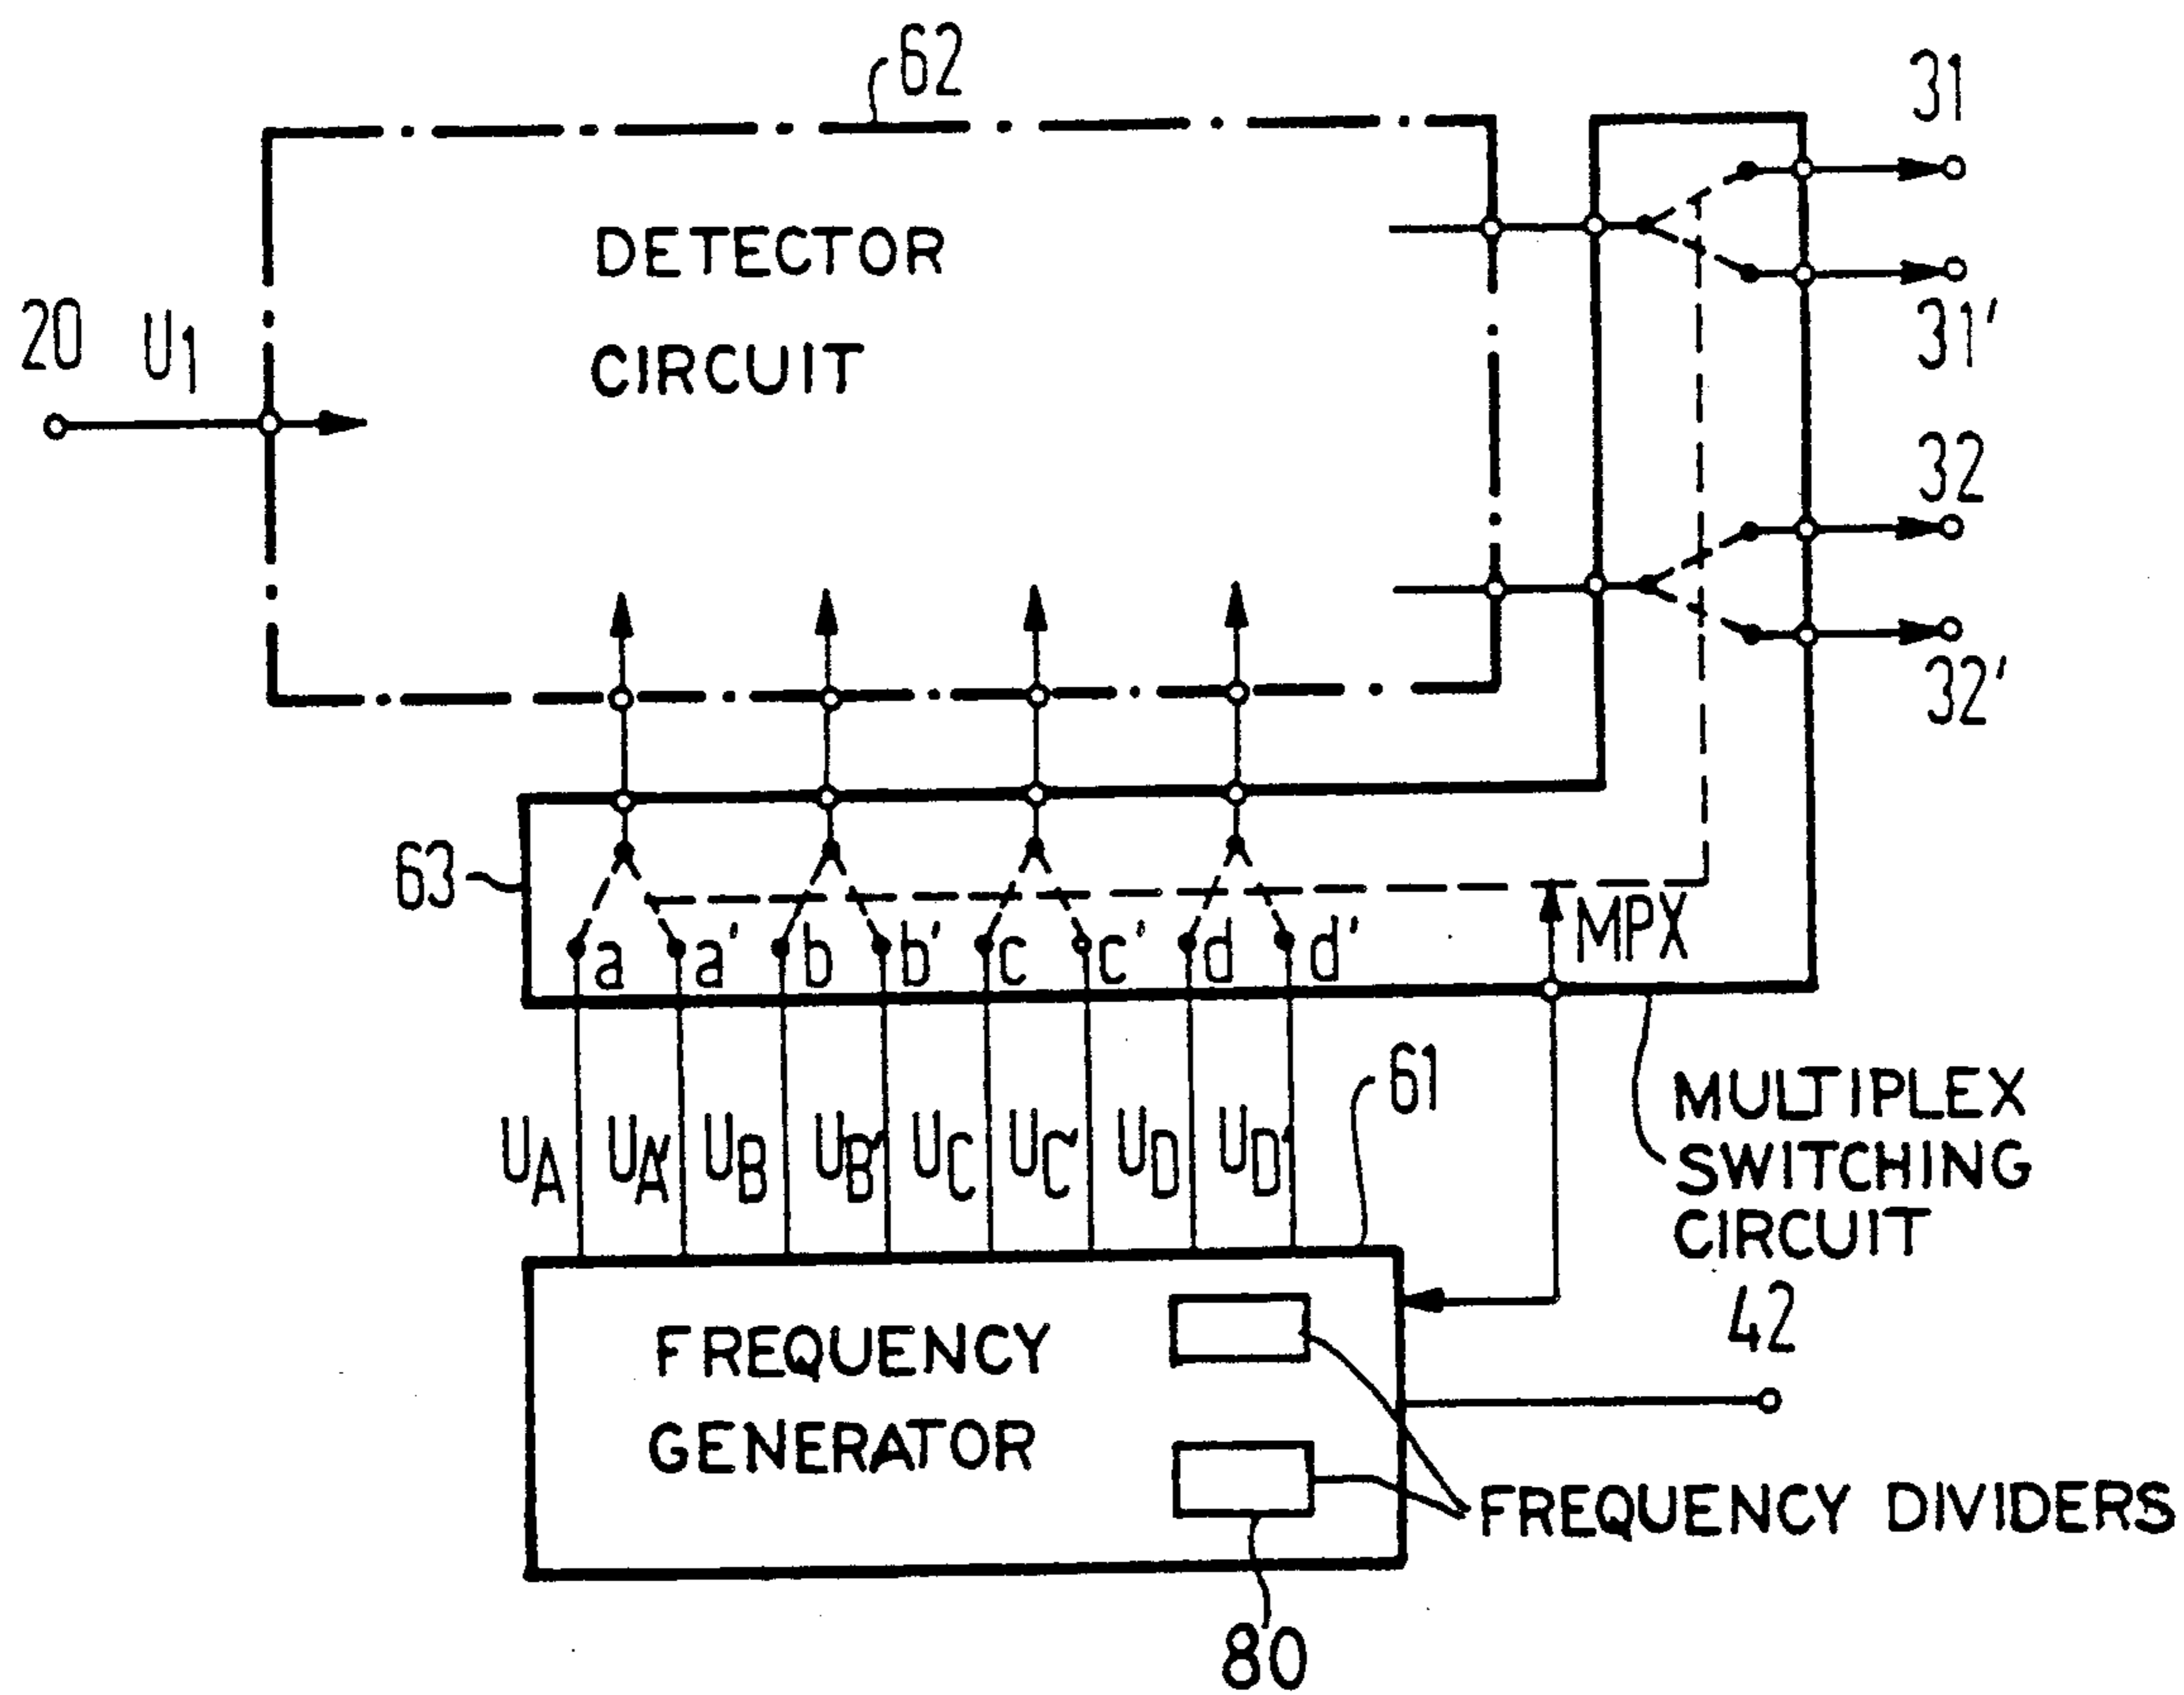 62
31
DETECTOR
CIRCUIT
20
U1
31'
32
32'
63
a
a'
b
b'
c
c'
d
d'
MPX
61
UA
UA'
UB
UB'
UC
UC'
UD
UD'
MULTIPLEX
SWITCHING
CIRCUIT
42
FREQUENCY
GENERATOR
FREQUENCY DIVIDERS
80